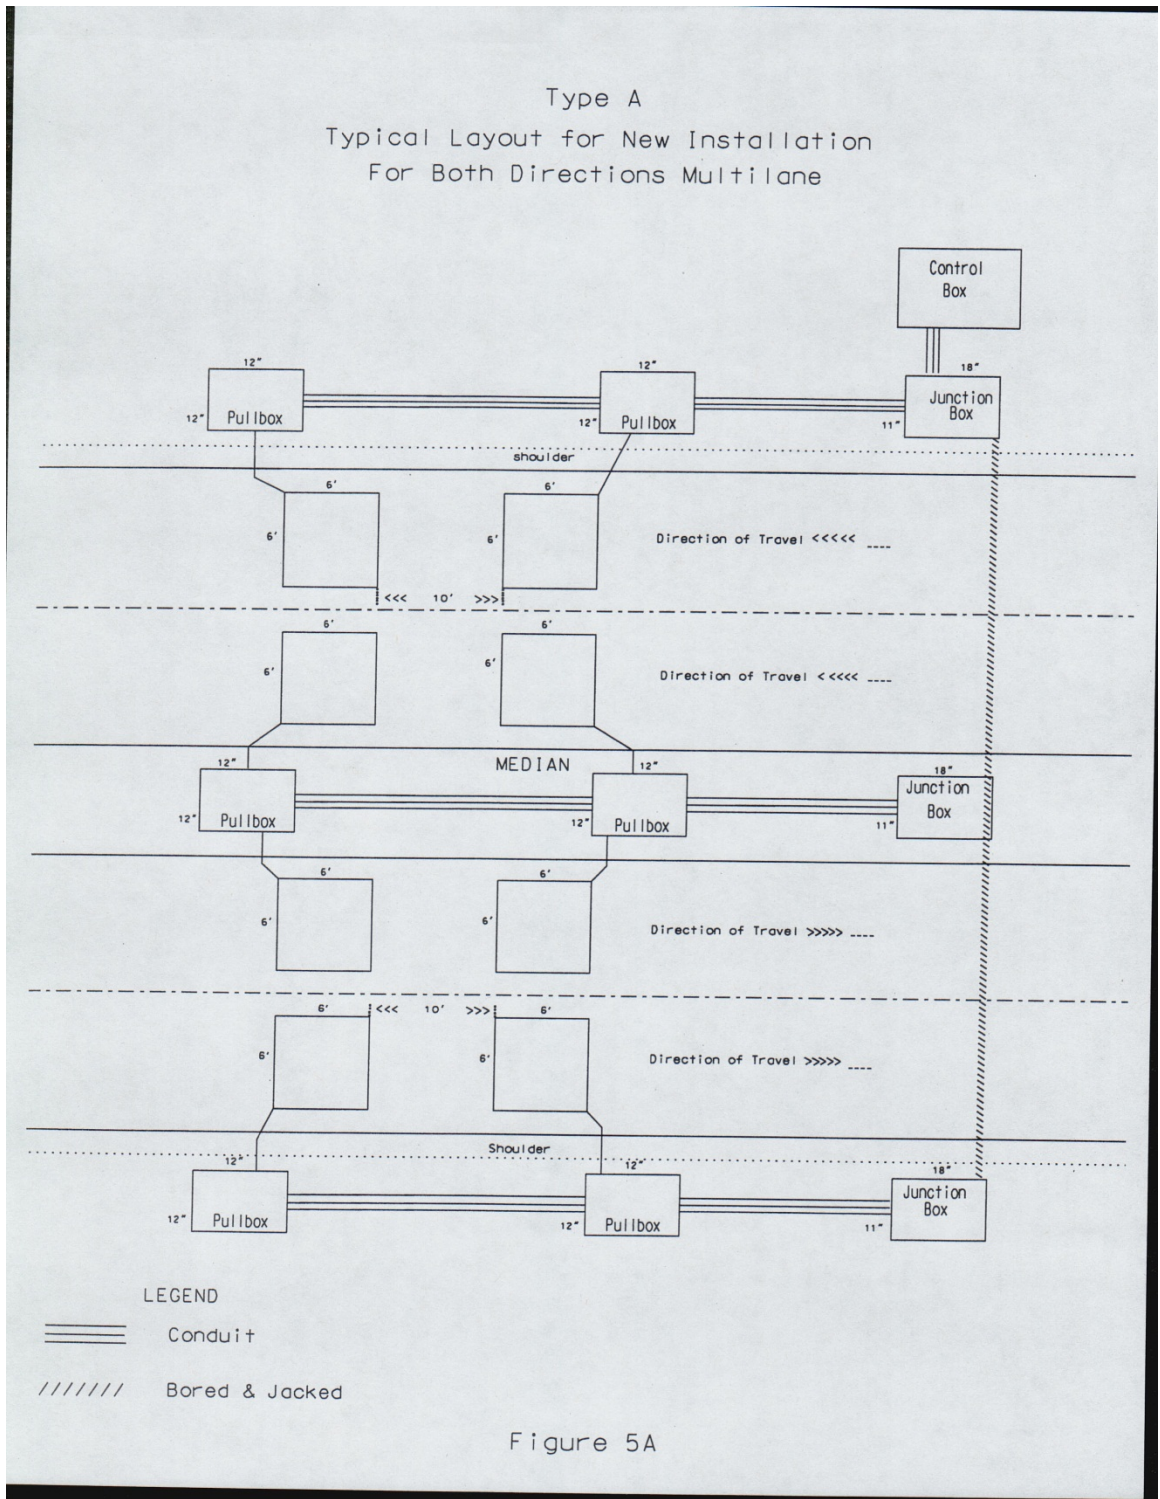 Type A
Typical Layout for New Installation
For Both Directions Multilane
Control
Box
12"
12"
18"
12"
Pullbox
12"
Pullbox
11"
Junction
Box
shoulder
6'
6'
6'
6'
Direction of Travel <<<<< ----
<<< 10' >>>
6'
6'
6'
6'
Direction of Travel <<<<< ----
MEDIAN
12"
12"
18"
12"
Pullbox
12"
Pullbox
11"
Junction
Box
6'
6'
6'
6'
Direction of Travel >>>>> ----
6'
<<< 10' >>>
6'
6'
6'
Direction of Travel >>>>> ----
Shoulder
12"
12"
18"
12"
Pullbox
12"
Pullbox
11"
Junction
Box
LEGEND
Conduit
/////// Bored & Jacked
Figure 5A